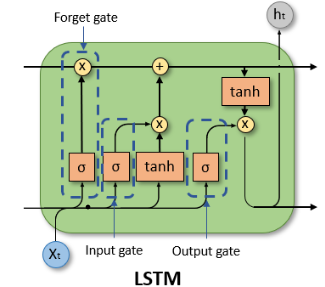 Forget gate
ht
x
+
tanh
x
x
σ
σ
tanh
σ
Xt
Input gate
Output gate
LSTM